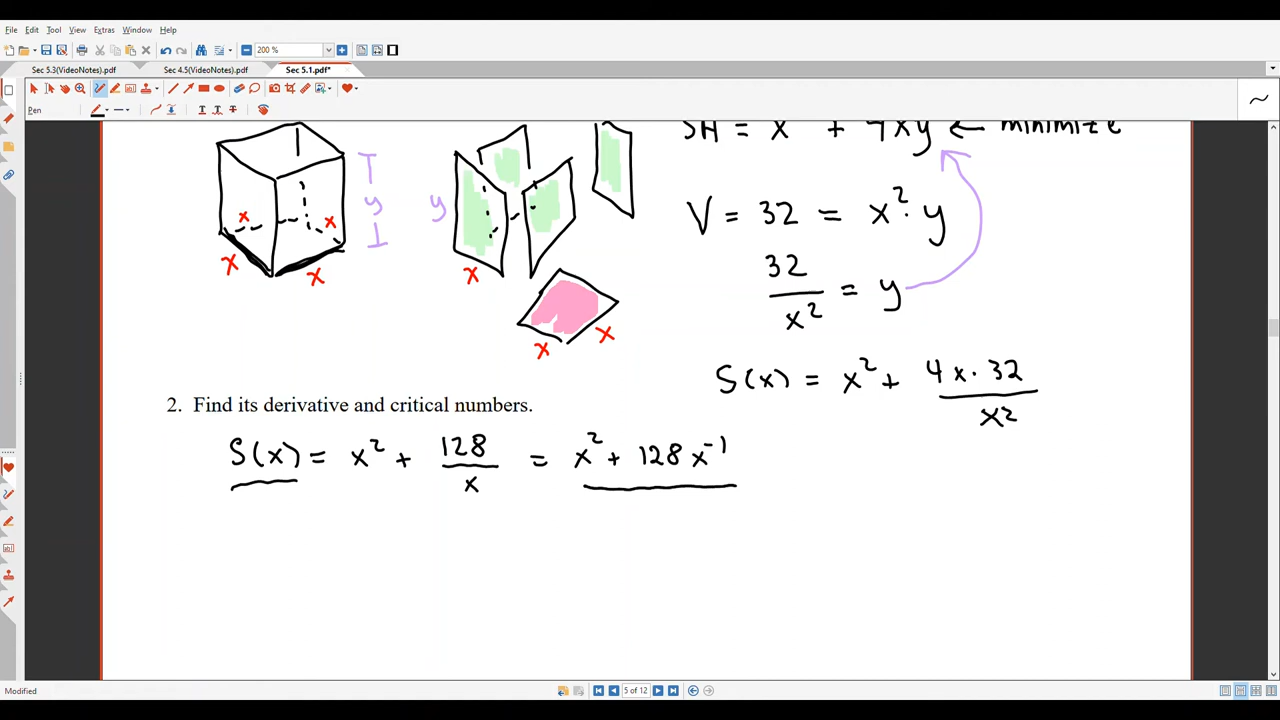 File Edit Tool View Extras Window Help
200 %
Sec 5.3(VideoNotes).pdf Sec 4.5(VideoNotes).pdf Sec 5.1.pdf*
Pen
SA = x + 4xy ← minimize
T
y
I
x x
x x
y
x
x x
V = 32 = x²·y
32
—— = y
x²
S(x) = x² + 4x·32
x²
2. Find its derivative and critical numbers.
S(x) = x² + 128 = x² + 128x⁻¹
x
Modified
5 of 12